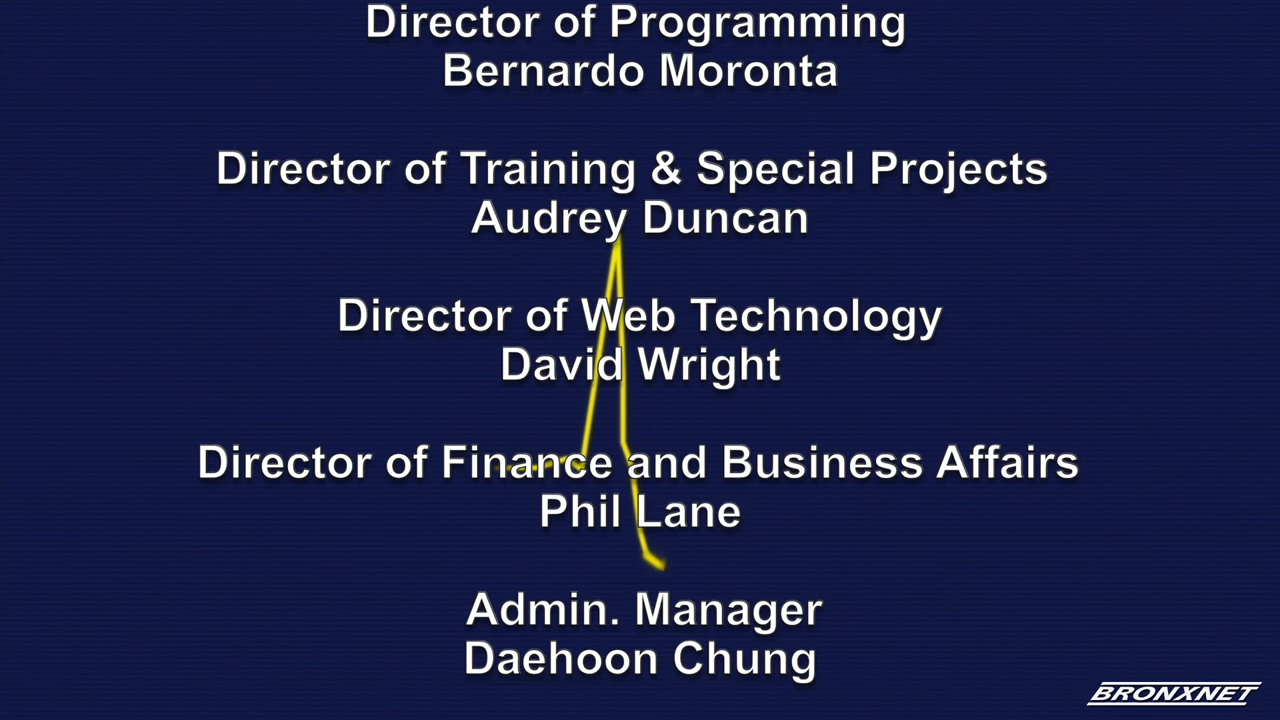 Director of Programming
Bernardo Moronta
Director of Training & Special Projects
Audrey Duncan
Director of Web Technology
David Wright
Director of Finance and Business Affairs
Phil Lane
Admin. Manager
Daehoon Chung
BRONXNET